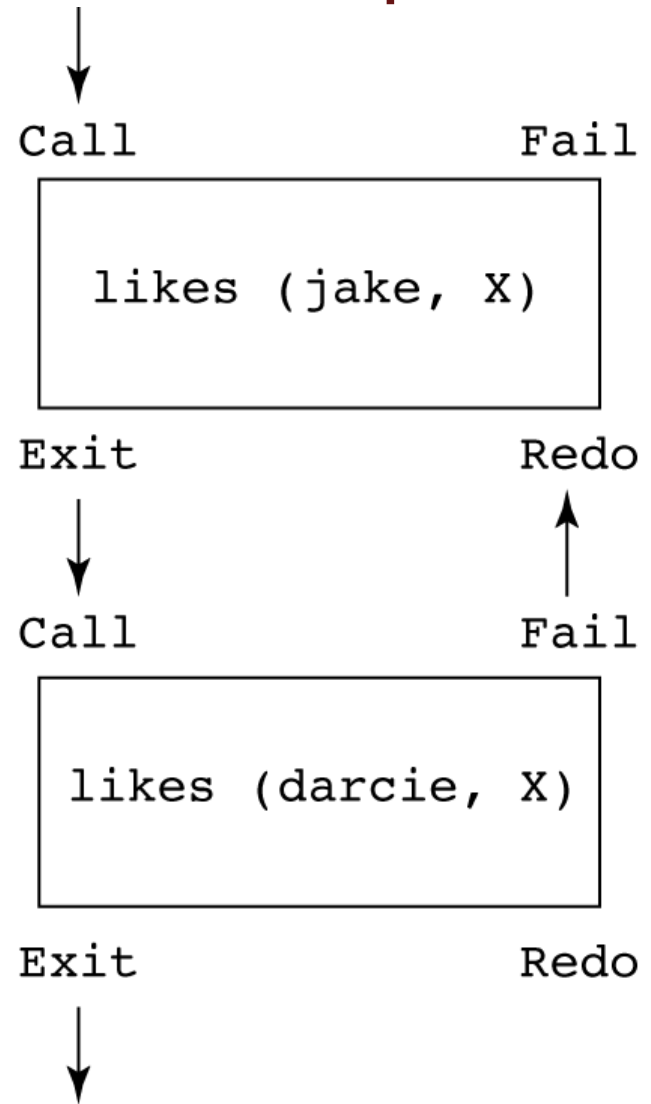 Call Fail
likes (jake, X)
Exit Redo
Call Fail
likes (darcie, X)
Exit Redo